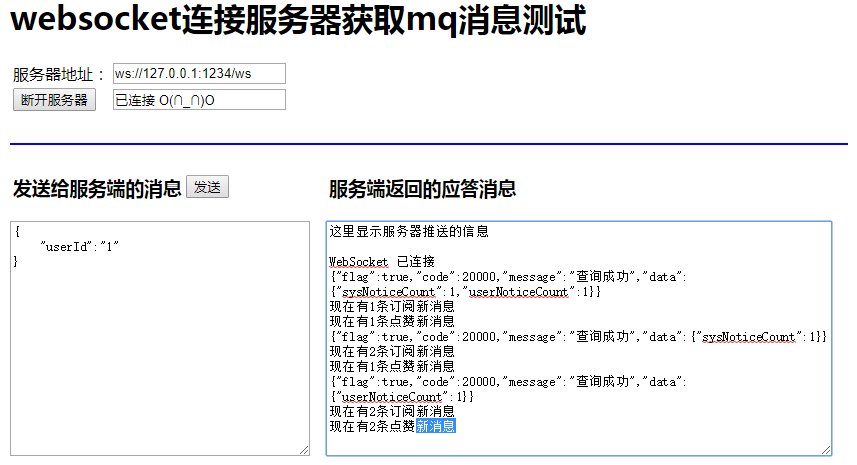 websocket连接服务器获取mq消息测试
服务器地址： ws://127.0.0.1:1234/ws
断开服务器 已连接 O(∩_∩)O
发送给服务端的消息 发送
{
"userId":"1"
}
服务端返回的应答消息
这里显示服务器推送的信息
WebSocket 已连接
{"flag":true,"code":20000,"message":"查询成功","data":
{"sysNoticeCount":1,"userNoticeCount":1}}
现在有1条订阅新消息
现在有1条点赞新消息
{"flag":true,"code":20000,"message":"查询成功","data":{"sysNoticeCount":1}}
现在有2条订阅新消息
现在有1条点赞新消息
{"flag":true,"code":20000,"message":"查询成功","data":
{"userNoticeCount":1}}
现在有2条订阅新消息
现在有2条点赞新消息